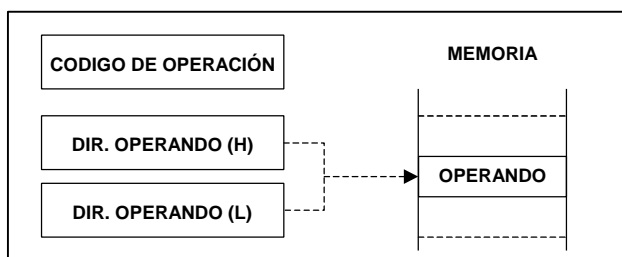 CODIGO DE OPERACIÓN
MEMORIA
DIR. OPERANDO (H)
OPERANDO
DIR. OPERANDO (L)